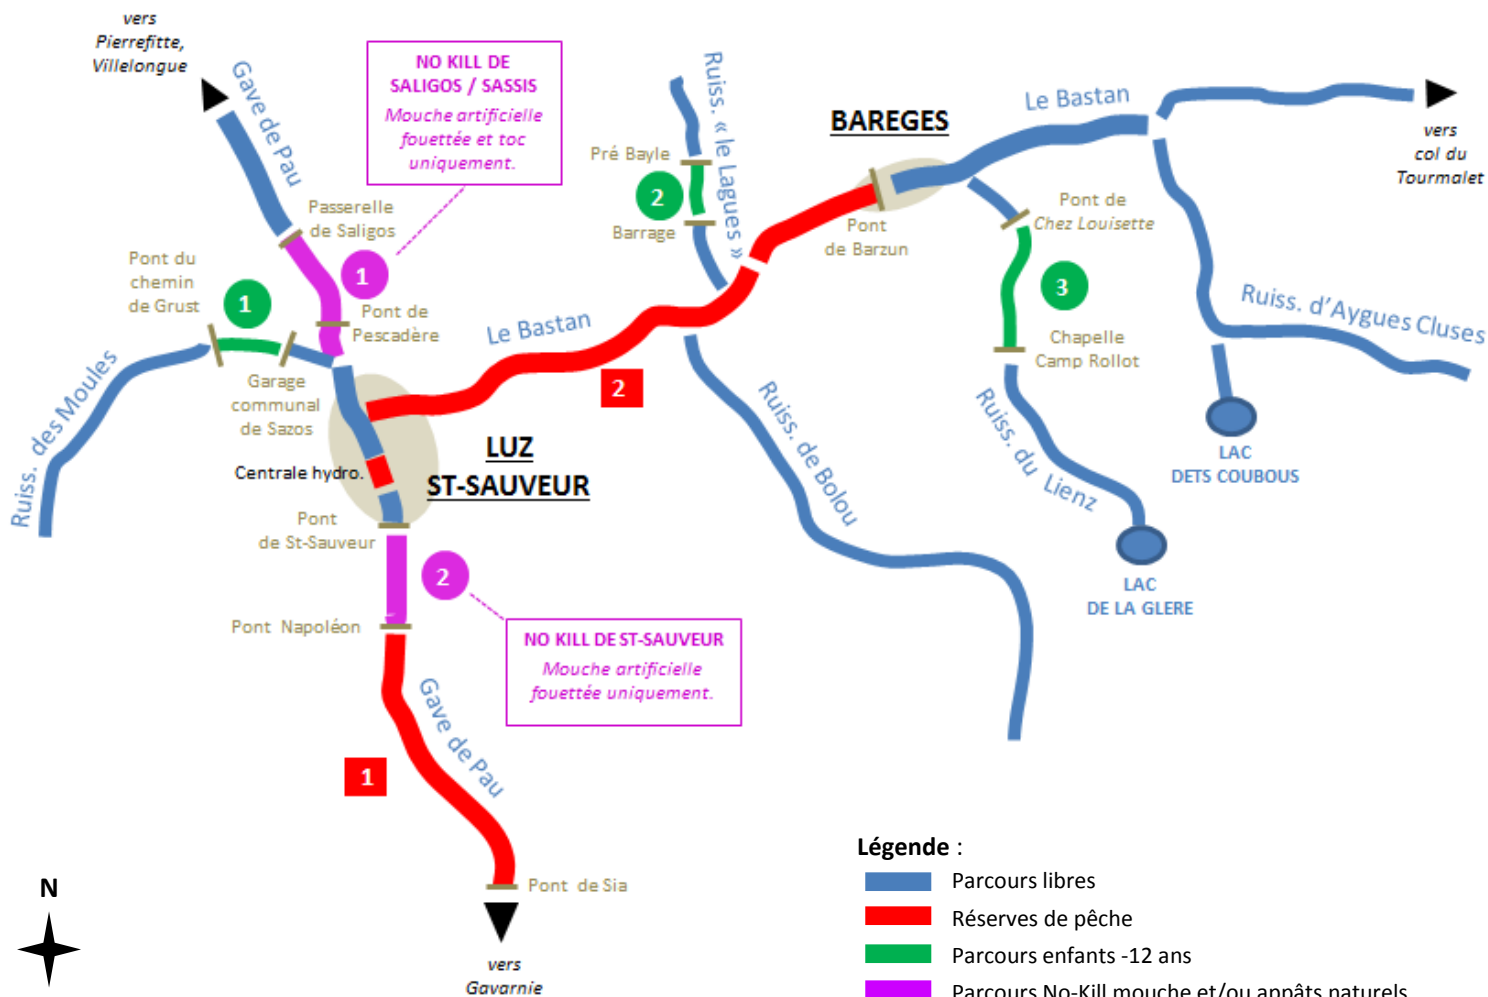 vers
Pierrefitte,
Villelongue
Gave de Pau
NO KILL DE
SALIGOS / SASSIS
Mouche artificielle
fouettée et toc
uniquement.
Ruiss. « le Lagues »
BAREGES
Le Bastan
vers
col du
Tourmalet
Pré Bayle
2
Barrage
Passerelle
de Saligos
1
Pont du
chemin
de Grust
1
Pont de
Pescadère
Pont
de Barzun
Pont de
Chez Louisette
3
Chapelle
Camp Rollot
Ruiss. d'Aygues Cluses
Le Bastan
2
Garage
communal
de Sazos
Ruiss. des Moules
Centrale hydro.
LUZ
ST-SAUVEUR
Ruiss. de Bolou
Ruiss. du Lienz
LAC
DETS COUBOUS
LAC
DE LA GLERE
Pont
de St-Sauveur
2
Pont Napoléon
NO KILL DE ST-SAUVEUR
Mouche artificielle
fouettée uniquement.
Gave de Pau
1
Pont de Sia
vers
Gavarnie
N
Légende :
Parcours libres
Réserves de pêche
Parcours enfants -12 ans
Parcours No-Kill mouche et/ou appâts naturels